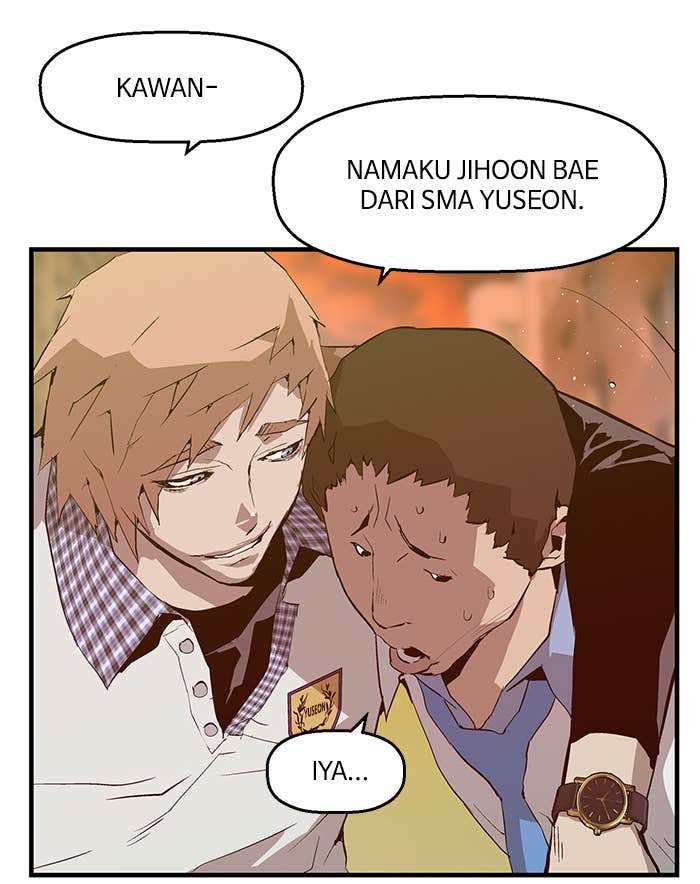 KAWAN-
NAMAKU JIHOON BAE
DARI SMA YUSEON.
YUSEON
IYA...